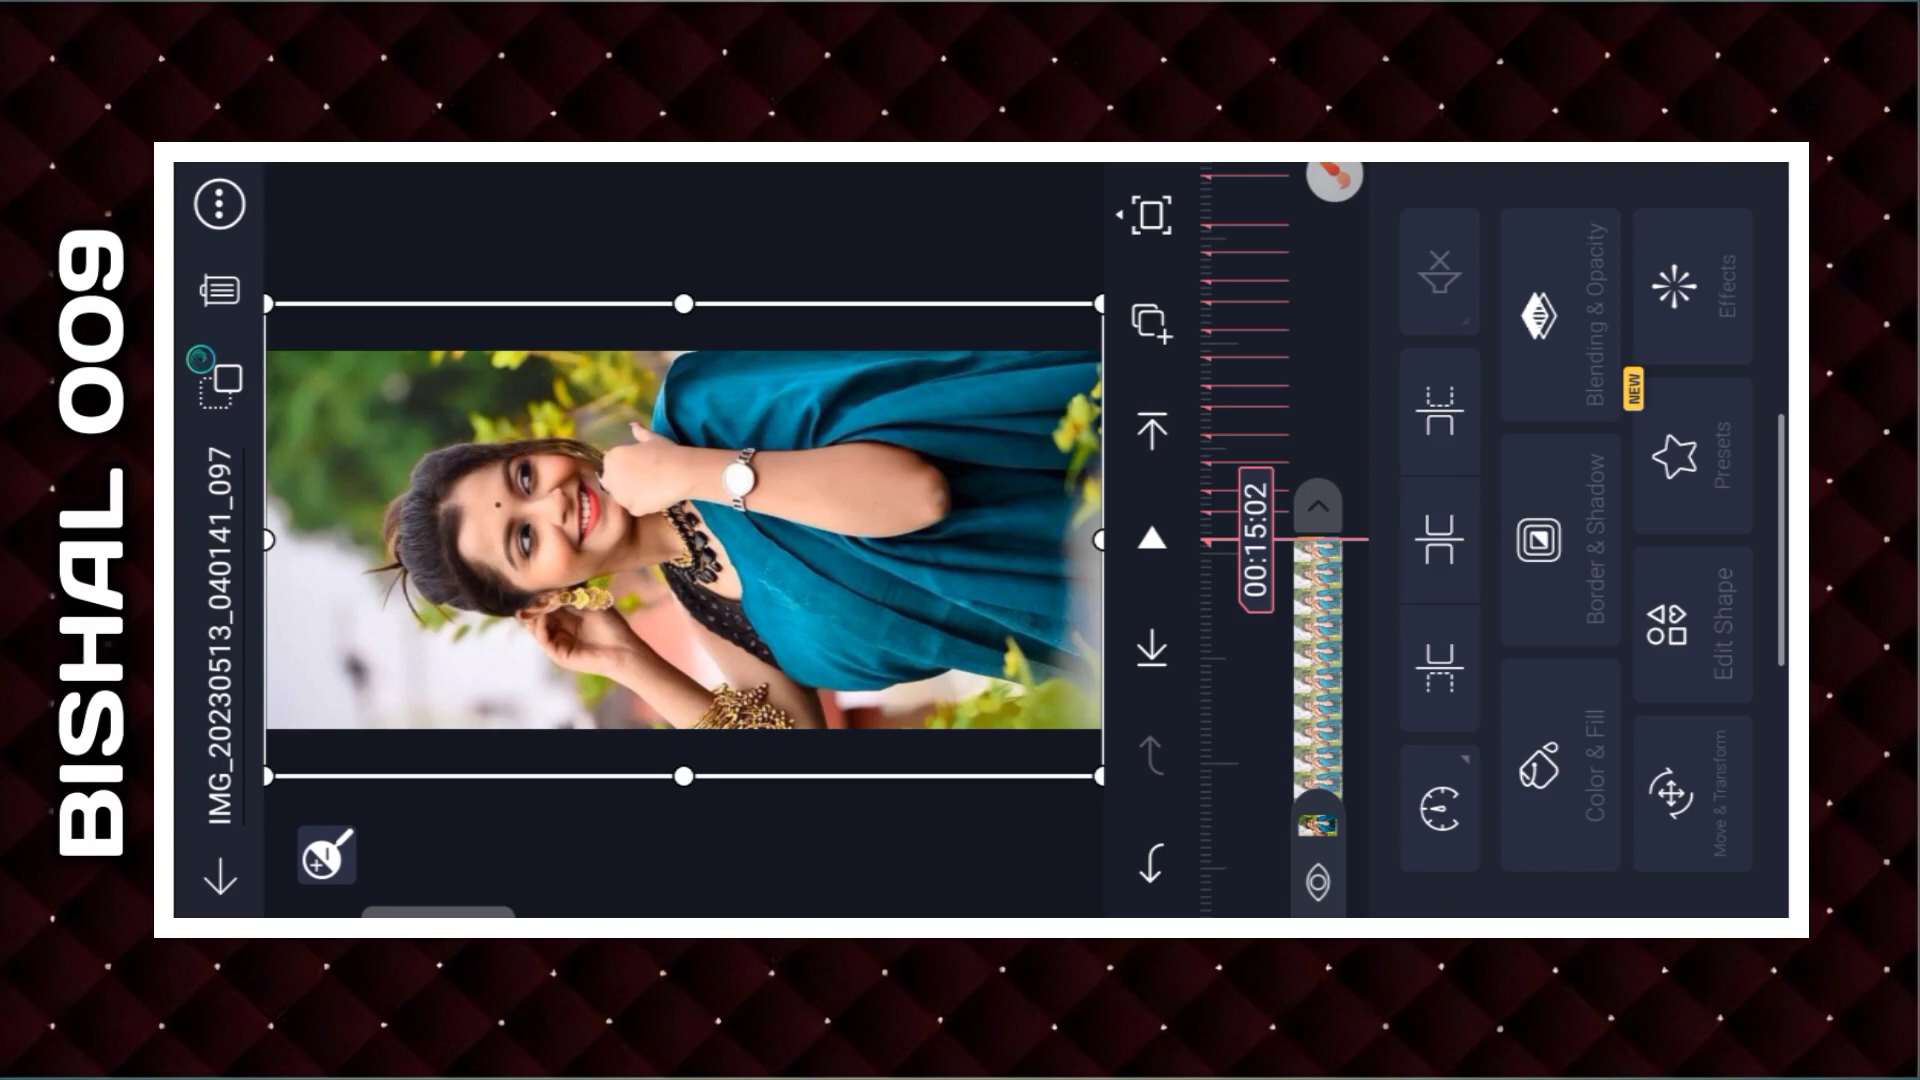 BISHAL 009
IMG_20230513_040141_097
00:15:02
Color & Fill
Border & Shadow
Blending & Opacity
Move & Transform
Edit Shape
Presets
NEW
Effects